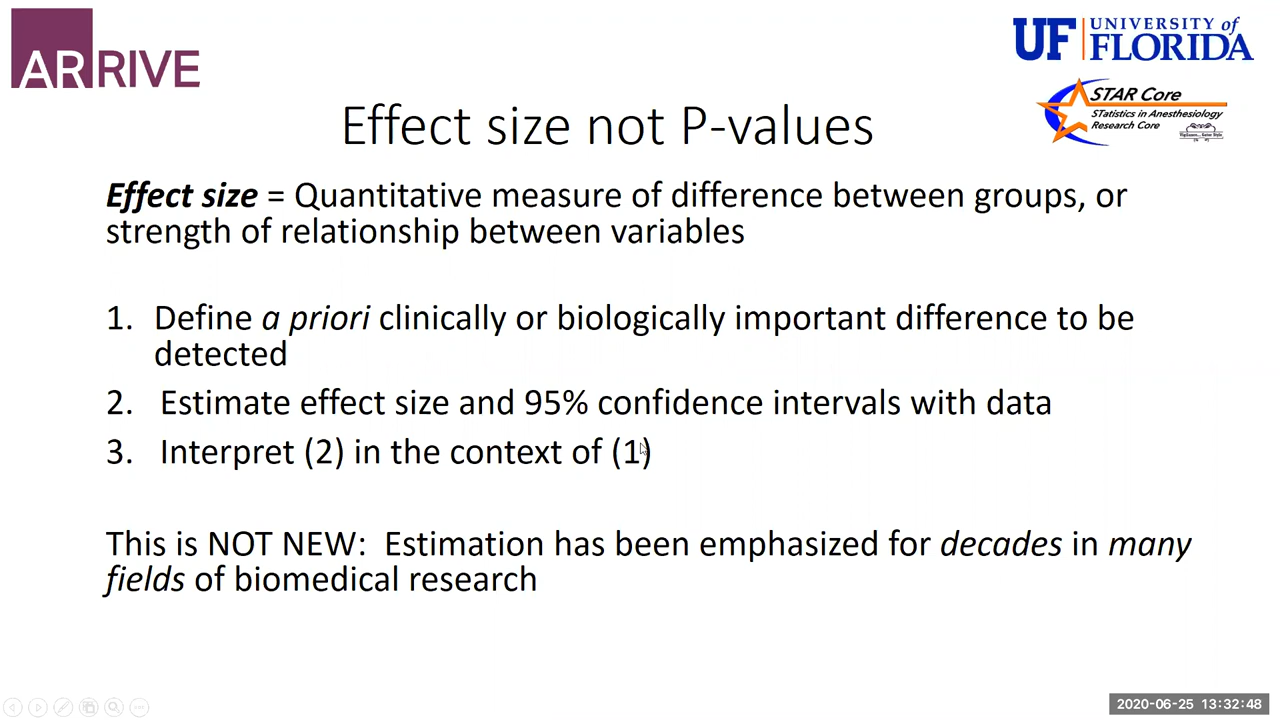 ARRIVE
UF UNIVERSITY of FLORIDA
STAR Core
STatistics in Anesthesiology
Research Core
Effect size not P-values
Effect size = Quantitative measure of difference between groups, or
strength of relationship between variables
1. Define a priori clinically or biologically important difference to be
detected
2. Estimate effect size and 95% confidence intervals with data
3. Interpret (2) in the context of (1)
This is NOT NEW: Estimation has been emphasized for decades in many
fields of biomedical research
2020-06-25 13:32:48